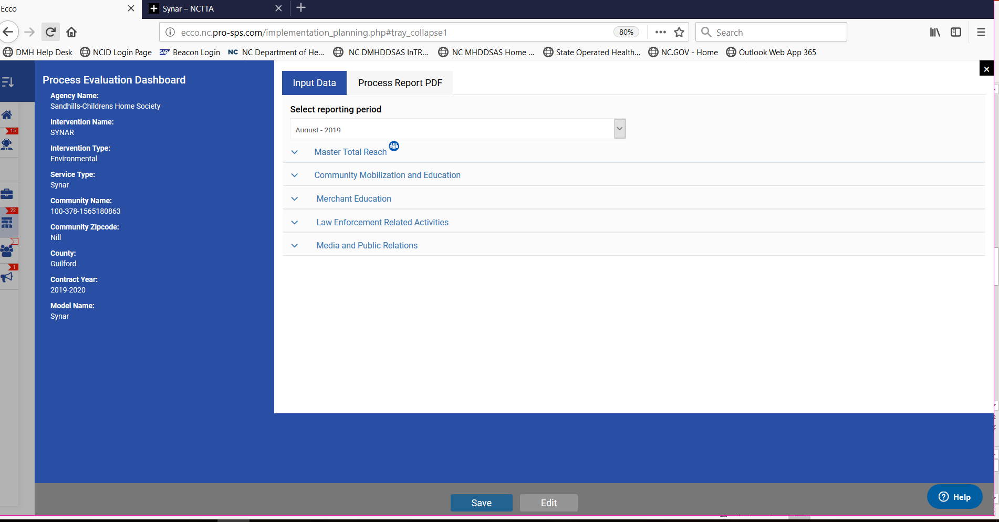 Ecco
Synar – NCTTA
ecco.nc.pro-sps.com/implementation_planning.php#tray_collapse1
80%
Search
DMH Help Desk
NCID Login Page
SAP Beacon Login
NC NC Department of He...
NC DMHDDSAS InTR...
NC MHDDSAS Home ...
State Operated Health...
NC.GOV - Home
Outlook Web App 365
15
22
1
Process Evaluation Dashboard
Agency Name:
Sandhills-Childrens Home Society
Intervention Name:
SYNAR
Intervention Type:
Environmental
Service Type:
Synar
Community Name:
100-378-1565180863
Community Zipcode:
Nill
County:
Guilford
Contract Year:
2019-2020
Model Name:
Synar
Input Data
Process Report PDF
Select reporting period
August - 2019
Master Total Reach
Community Mobilization and Education
Merchant Education
Law Enforcement Related Activities
Media and Public Relations
Save
Edit
Help